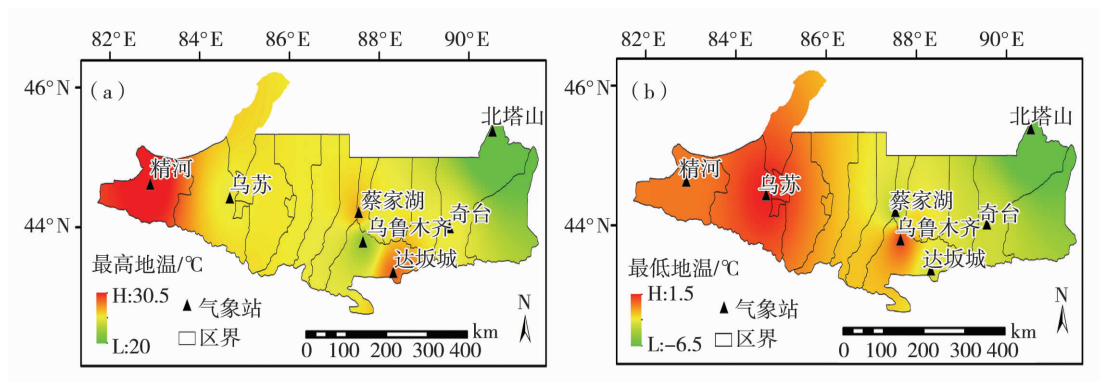 82°E 84°E 86°E 88°E 90°E
46°N
44°N
（a）
北塔山
精河
乌苏
蔡家湖
奇台
乌鲁木齐
达坂城
最高地温/℃
H:30.5
L:20
气象站
区界
N
km
0 100 200 300 400
82°E 84°E 86°E 88°E 90°E
46°N
44°N
（b）
北塔山
精河
乌苏
蔡家湖
奇台
乌鲁木齐
达坂城
最低地温/℃
H:1.5
L:-6.5
气象站
区界
N
km
0 100 200 300 400